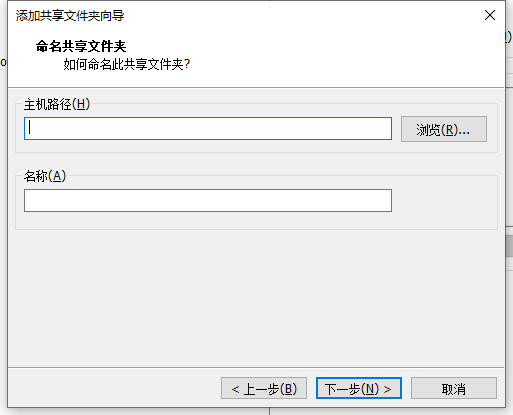 添加共享文件夹向导
命名共享文件夹
如何命名此共享文件夹?
主机路径(H)
浏览(R)...
名称(A)
< 上一步(B)
下一步(N) >
取消